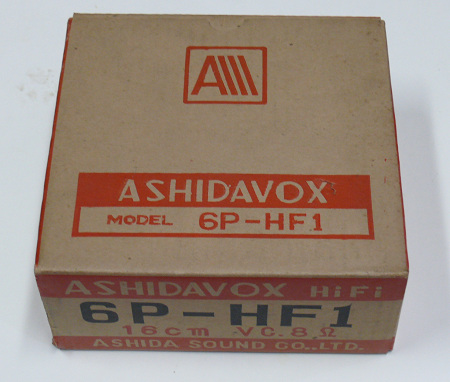 ASHIDAVOX
MODEL 6P-HF1
ASHIDAVOX HiFi
6P-HF1
16cm VC.8Ω
ASHIDA SOUND CO.,LTD.